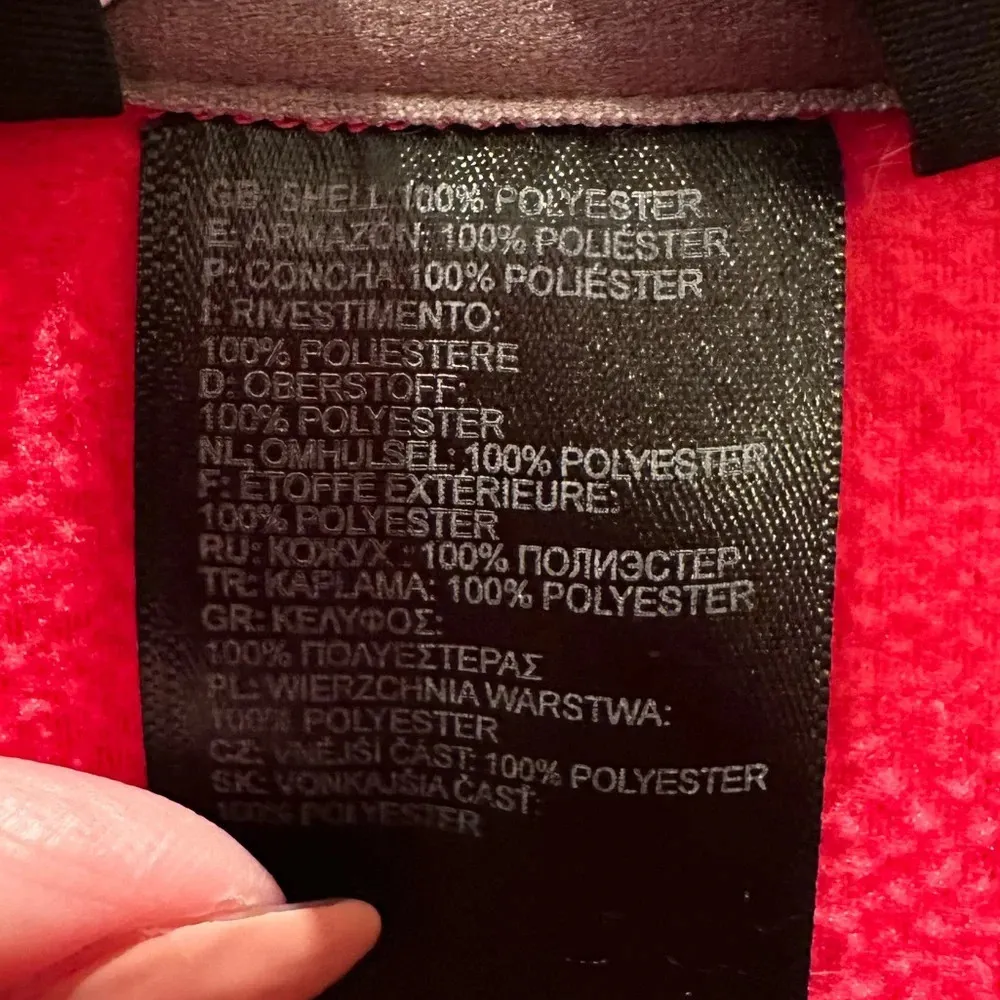 GB: SHELL 100% POLYESTER
E: ARMAZÓN: 100% POLIÉSTER
P: CONCHA 100% POLIÉSTER
I: RIVESTIMENTO:
100% POLIESTERE
D: OBERSTOFF:
100% POLYESTER
NL: OMHULSEL: 100% POLYESTER
F: ÉTOFFE EXTÉRIEURE:
100% POLYESTER
RU: КОЖУХ.: 100% ПОЛИЭСТЕР
TR: KAPLAMA: 100% POLYESTER
GR: ΚΕΛΥΦΟΣ:
100% ΠΟΛΥΕΣΤΕΡΑΣ
PL: WIERZCHNIA WARSTWA:
100% POLYESTER
CZ: VNĚJŠÍ ČÁST: 100% POLYESTER
SK: VONKAJŠIA ČASŤ:
100% POLYESTER